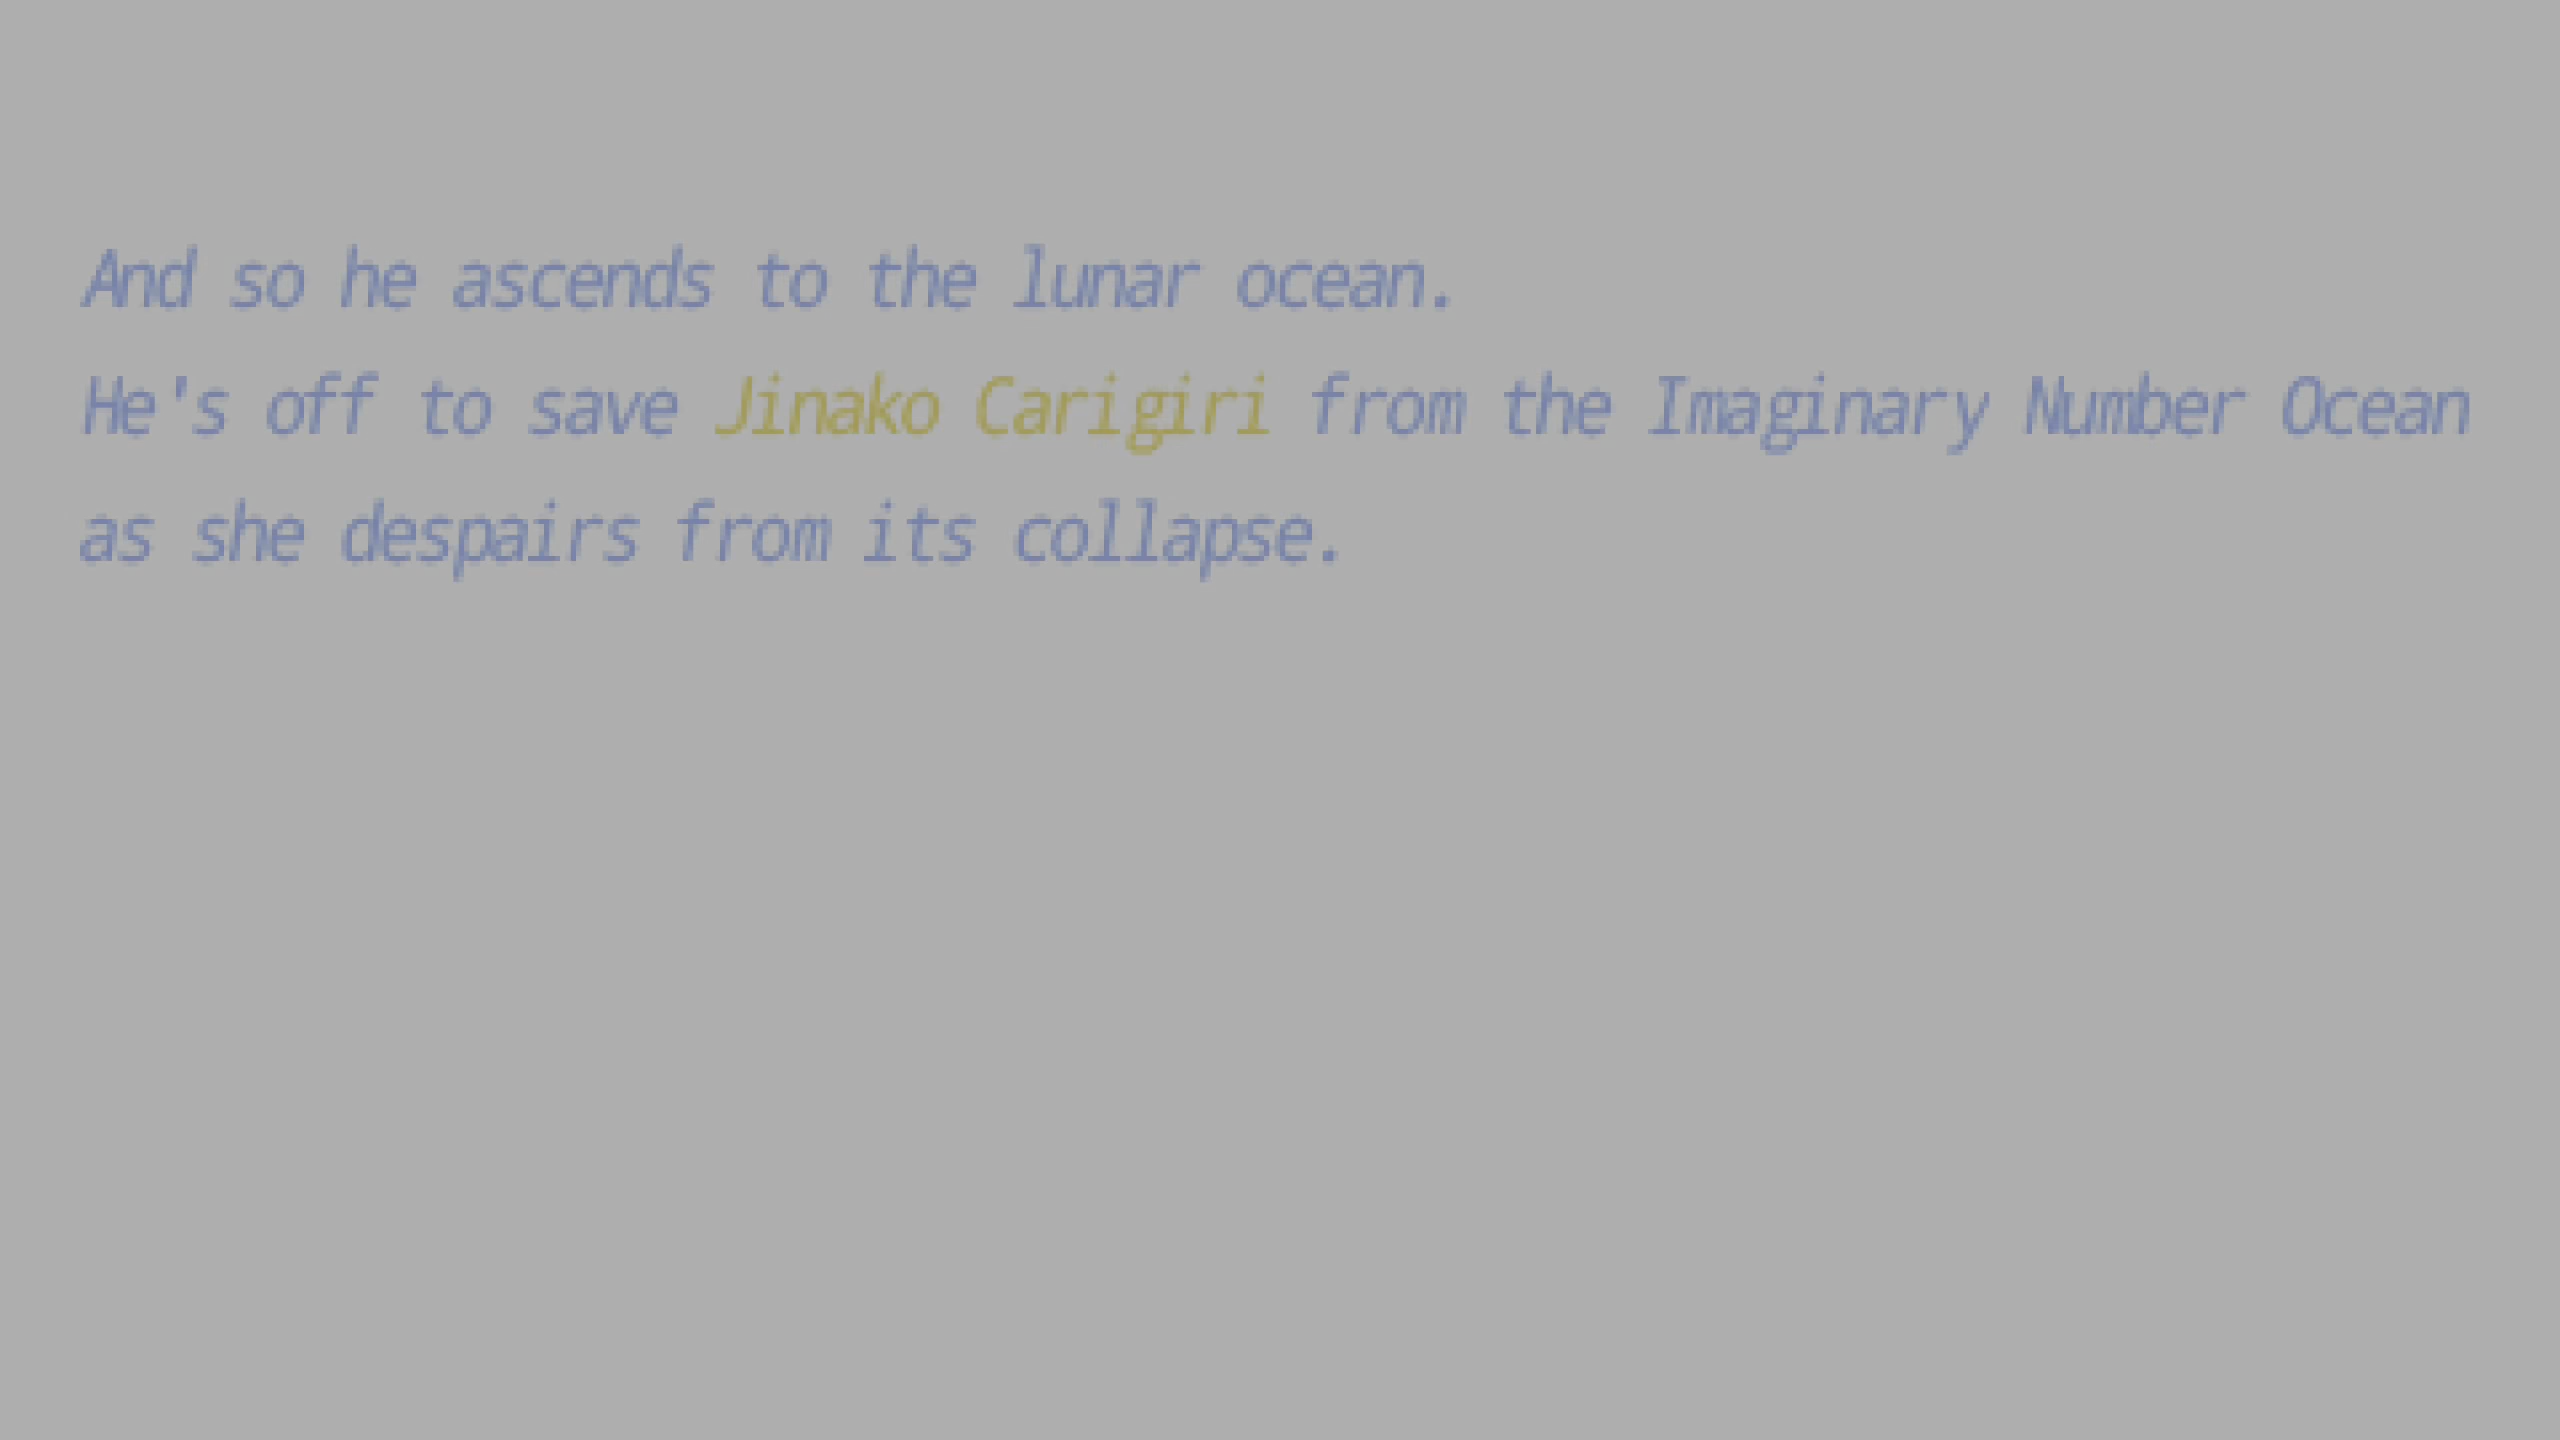 And so he ascends to the lunar ocean.
He's off to save Jinako Carigiri from the Imaginary Number Ocean
as she despairs from its collapse.